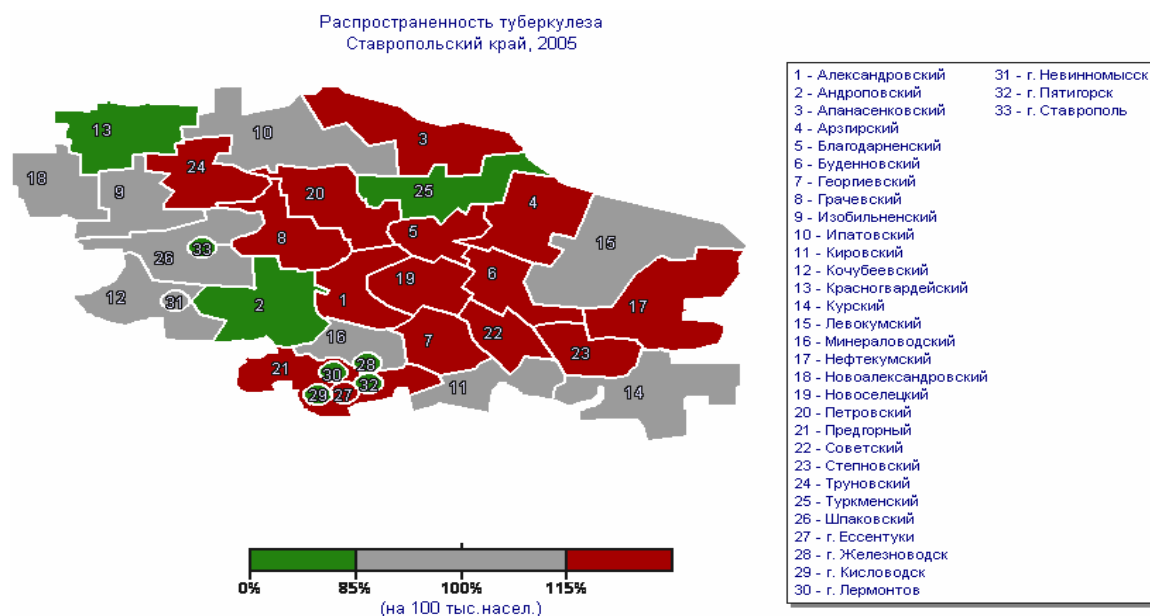 Распространенность туберкулеза
Ставропольский край, 2005
1 - Александровский
2 - Андроповский
3 - Апанасенковский
4 - Арзгирский
5 - Благодарненский
6 - Буденновский
7 - Георгиевский
8 - Грачевский
9 - Изобильненский
10 - Ипатовский
11 - Кировский
12 - Кочубеевский
13 - Красногвардейский
14 - Курский
15 - Левокумский
16 - Минераловодский
17 - Нефтекумский
18 - Новоалександровский
19 - Новоселецкий
20 - Петровский
21 - Предгорный
22 - Советский
23 - Степновский
24 - Труновский
25 - Туркменский
26 - Шпаковский
27 - г. Ессентуки
28 - г. Железноводск
29 - г. Кисловодск
30 - г. Лермонтов
31 - г. Невинномысск
32 - г. Пятигорск
33 - г. Ставрополь
13
10
3
24
18
9
20
25
4
8
5
33
15
26
19
6
12
31
2
1
17
16
7
22
23
21
28
30
32
29
27
11
14
0% 85% 100% 115%
(на 100 тыс.насел.)